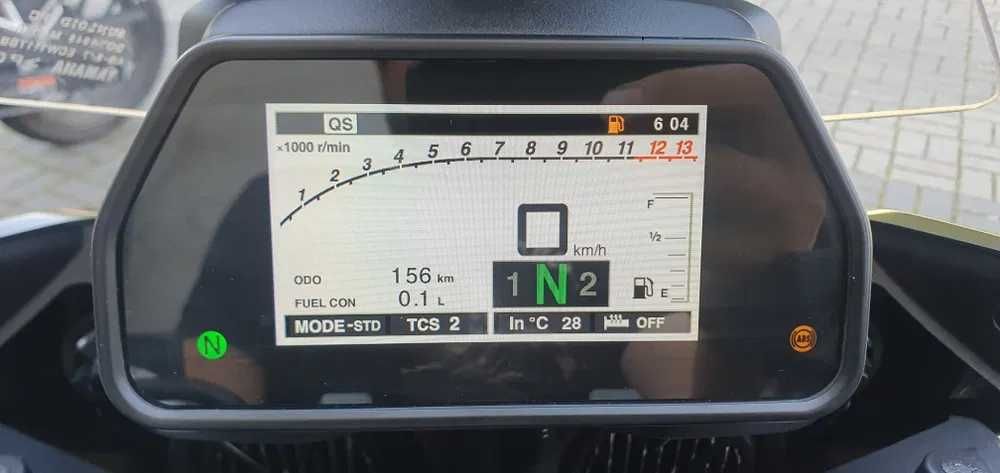 QS 6 04
×1000 r/min
1 2 3 4 5 6 7 8 9 10 11 12 13
F
1/2
E
0 km/h
1 N 2
ODO 156 km
FUEL CON 0.1 L
MODE-STD TCS 2 In °C 28 OFF
N
ABS
YAMAHA